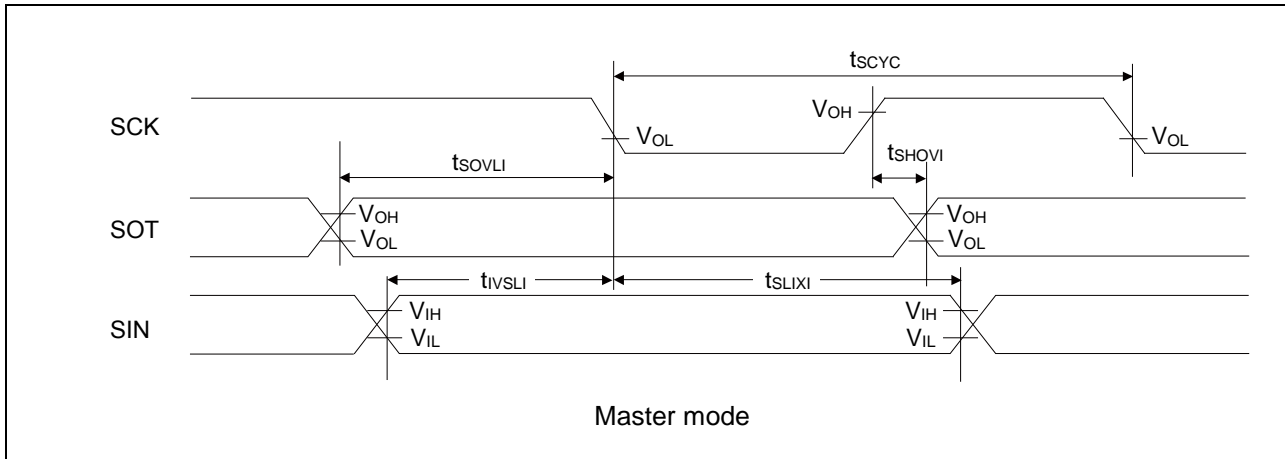 tSCYC
SCK
VOH
VOL
VOL
tSHOVI
tSOVLI
SOT
VOH
VOL
VOH
VOL
tIVSLI
tSLIXI
SIN
VIH
VIL
VIH
VIL
Master mode